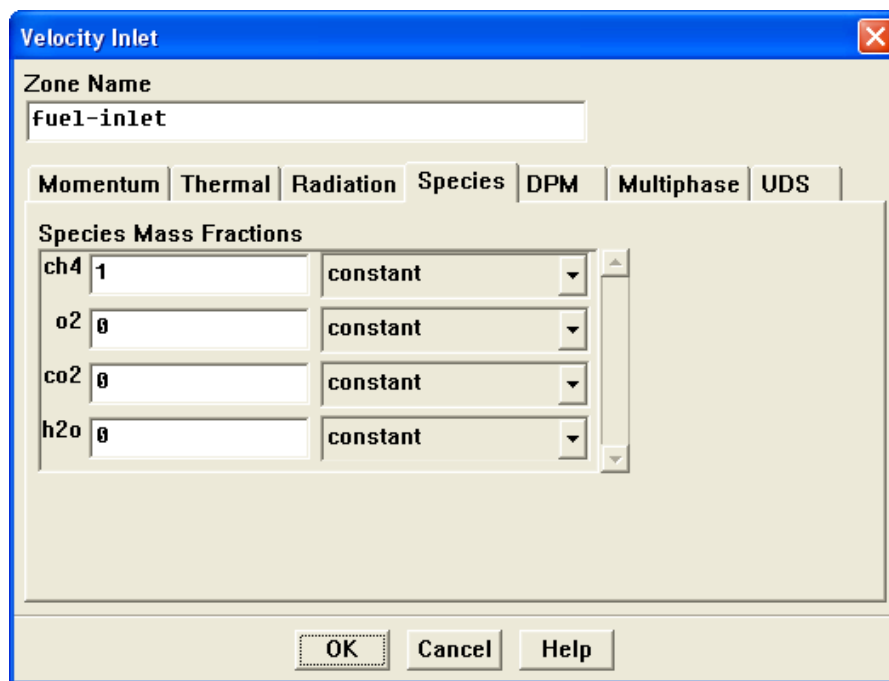 Velocity Inlet
Zone Name
fuel-inlet
Momentum Thermal Radiation Species DPM Multiphase UDS
Species Mass Fractions
ch4 1 constant
o2 0 constant
co2 0 constant
h2o 0 constant
OK Cancel Help